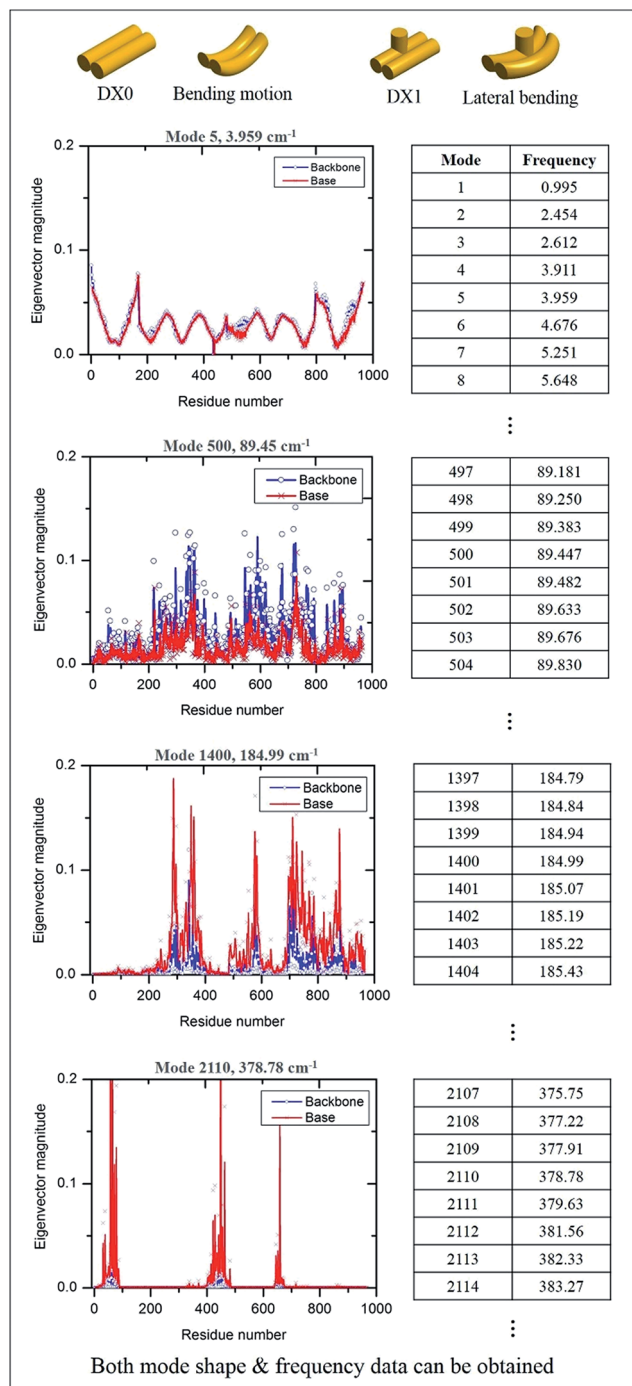 DX0 Bending motion DX1 Lateral bending
Mode 5, 3.959 cm-1
Eigenvector magnitude
0.2
0.1
0.0
Backbone
Base
0 200 400 600 800 1000
Residue number
Mode Frequency
1 0.995
2 2.454
3 2.612
4 3.911
5 3.959
6 4.676
7 5.251
8 5.648
⋮
Mode 500, 89.45 cm-1
Eigenvector magnitude
0.2
0.1
0.0
Backbone
Base
0 200 400 600 800 1000
Residue number
497 89.181
498 89.250
499 89.383
500 89.447
501 89.482
502 89.633
503 89.676
504 89.830
⋮
Mode 1400, 184.99 cm-1
Eigenvector magnitude
0.2
0.1
0.0
Backbone
Base
0 200 400 600 800 1000
Residue number
1397 184.79
1398 184.84
1399 184.94
1400 184.99
1401 185.07
1402 185.19
1403 185.22
1404 185.43
⋮
Mode 2110, 378.78 cm-1
Eigenvector magnitude
0.2
0.1
0.0
Backbone
Base
0 200 400 600 800 1000
Residue number
2107 375.75
2108 377.22
2109 377.91
2110 378.78
2111 379.63
2112 381.56
2113 382.33
2114 383.27
⋮
Both mode shape & frequency data can be obtained